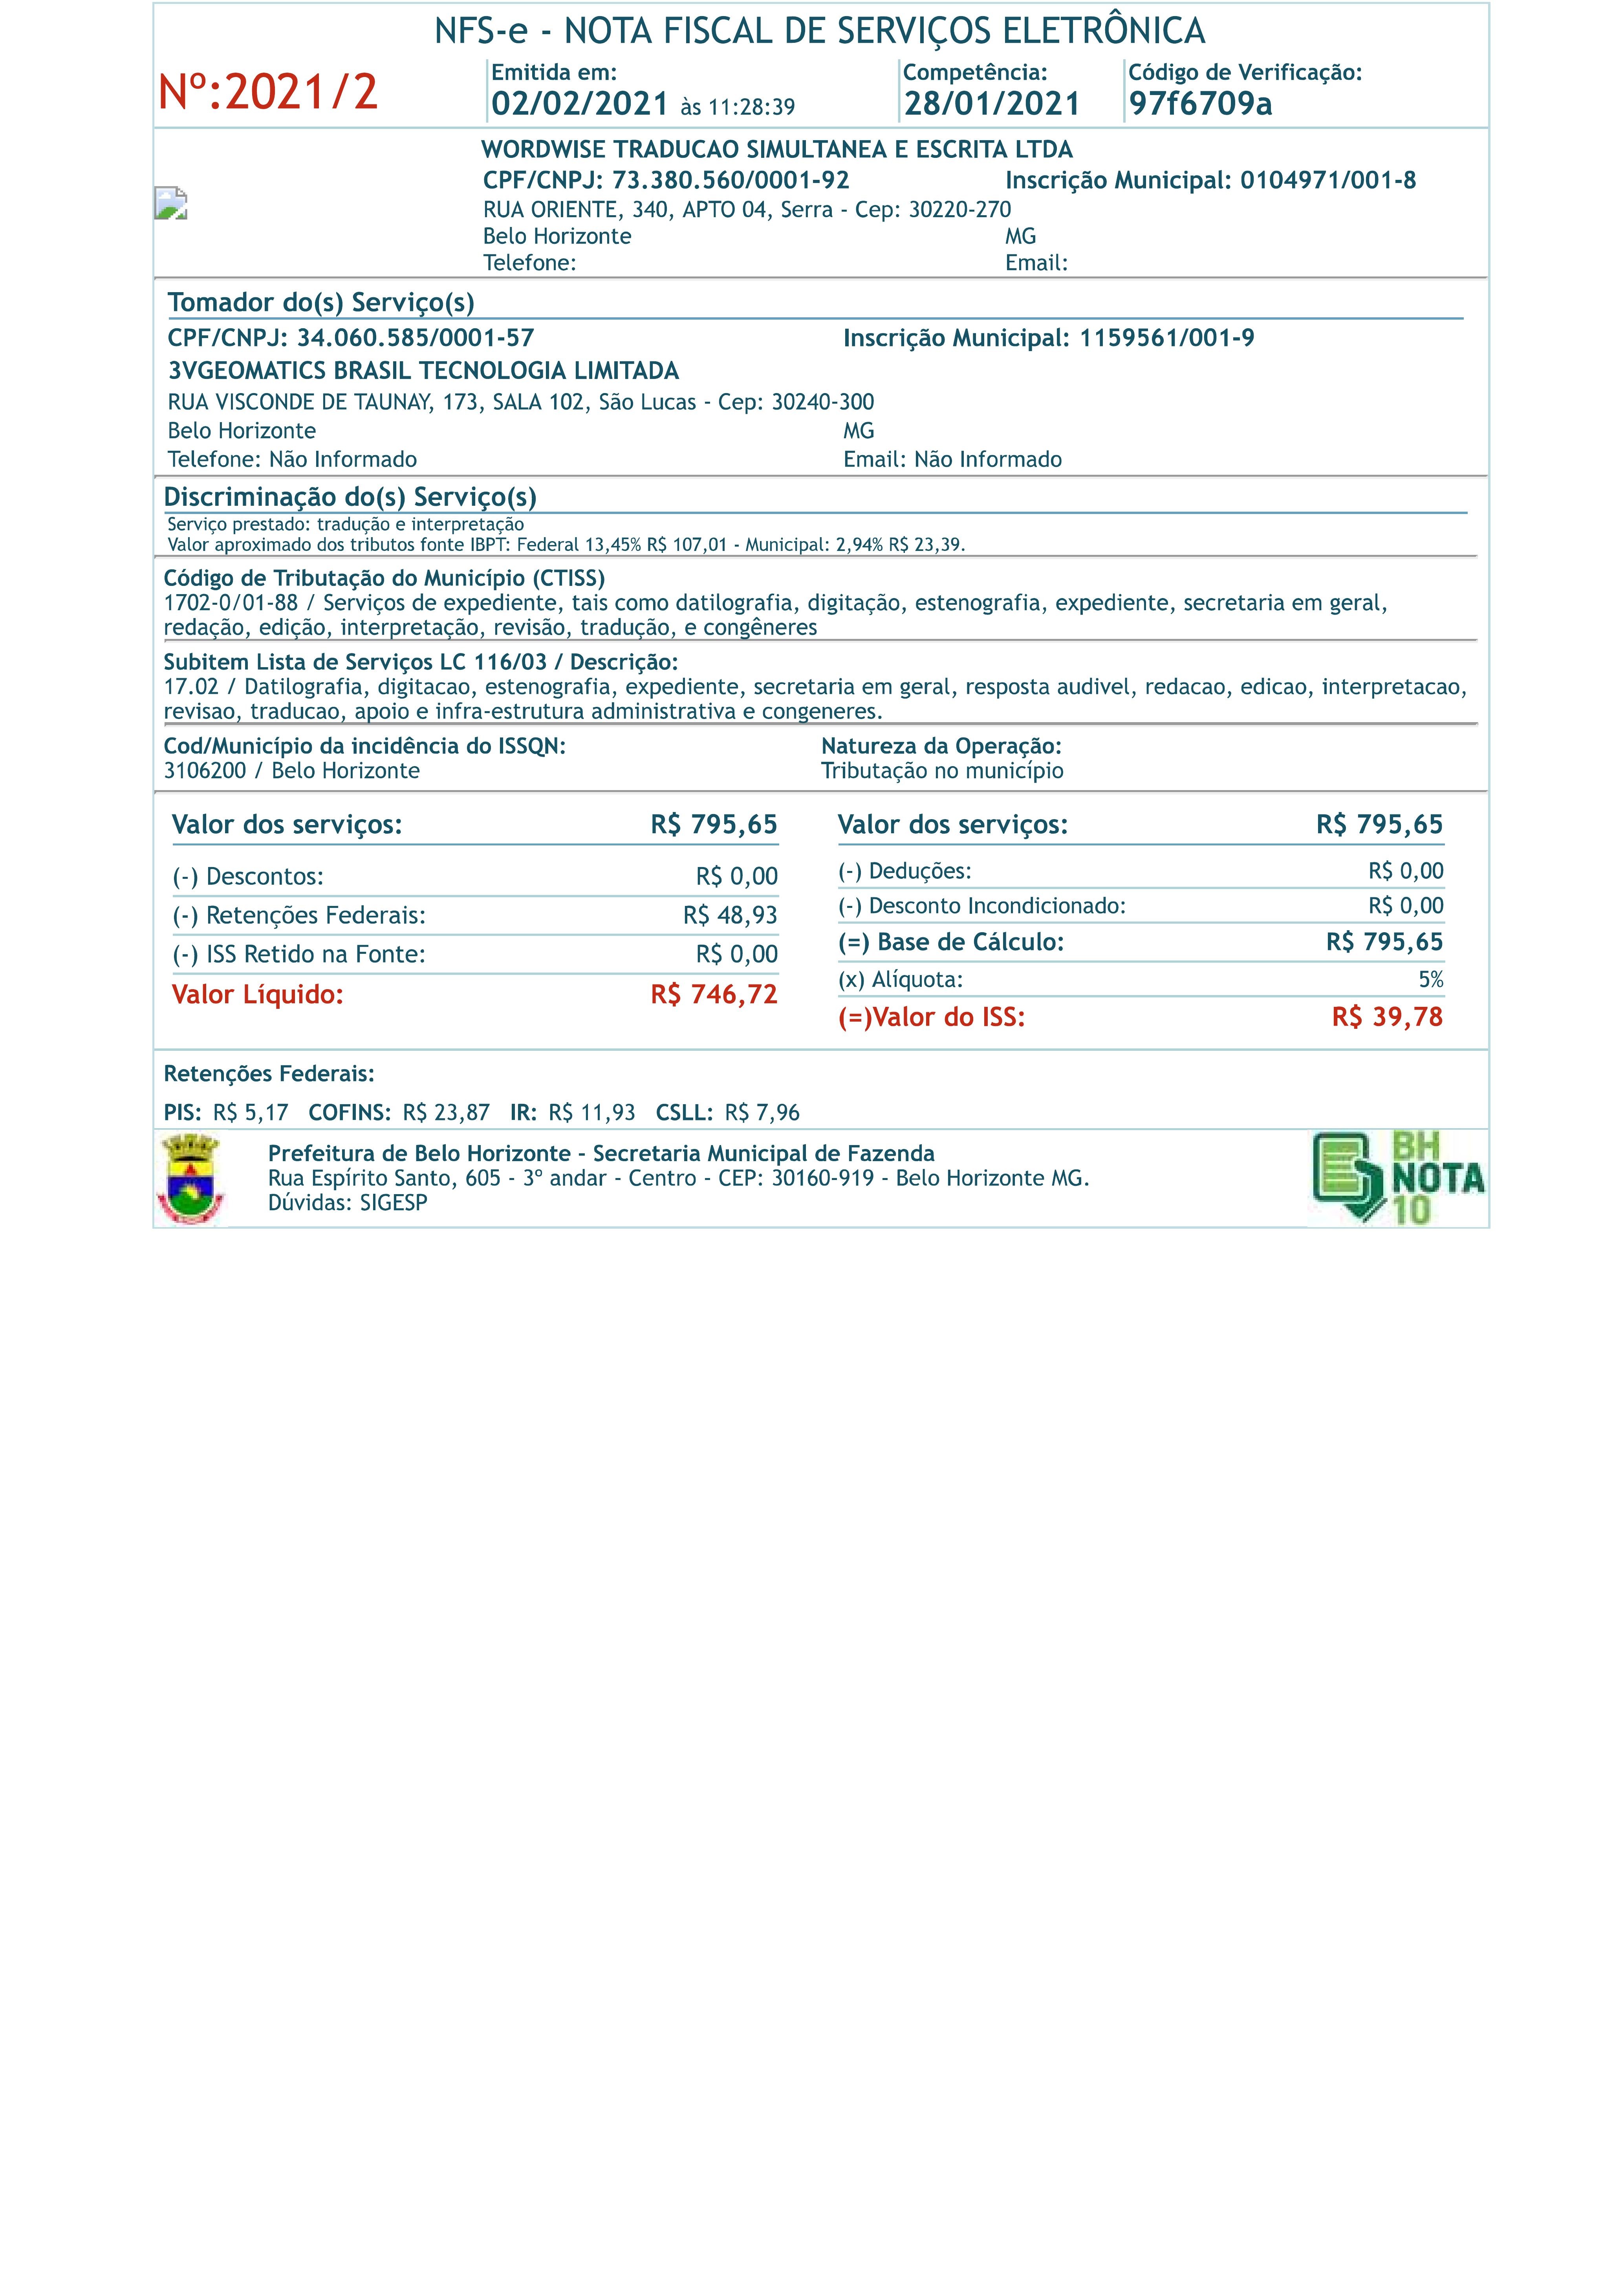 NFS-e - NOTA FISCAL DE SERVIÇOS ELETRÔNICA
Nº:2021/2
Emitida em:
02/02/2021 às 11:28:39
Competência:
28/01/2021
Código de Verificação:
97f6709a
WORDWISE TRADUCAO SIMULTANEA E ESCRITA LTDA
CPF/CNPJ: 73.380.560/0001-92 Inscrição Municipal: 0104971/001-8
RUA ORIENTE, 340, APTO 04, Serra - Cep: 30220-270
Belo Horizonte MG
Telefone: Email:
Tomador do(s) Serviço(s)
CPF/CNPJ: 34.060.585/0001-57 Inscrição Municipal: 1159561/001-9
3VGEOMATICS BRASIL TECNOLOGIA LIMITADA
RUA VISCONDE DE TAUNAY, 173, SALA 102, São Lucas - Cep: 30240-300
Belo Horizonte MG
Telefone: Não Informado Email: Não Informado
Discriminação do(s) Serviço(s)
Serviço prestado: tradução e interpretação
Valor aproximado dos tributos fonte IBPT: Federal 13,45% R$ 107,01 - Municipal: 2,94% R$ 23,39.
Código de Tributação do Município (CTISS)
1702-0/01-88 / Serviços de expediente, tais como datilografia, digitação, estenografia, expediente, secretaria em geral,
redação, edição, interpretação, revisão, tradução, e congêneres
Subitem Lista de Serviços LC 116/03 / Descrição:
17.02 / Datilografia, digitacao, estenografia, expediente, secretaria em geral, resposta audivel, redacao, edicao, interpretacao,
revisao, traducao, apoio e infra-estrutura administrativa e congeneres.
Cod/Município da incidência do ISSQN: Natureza da Operação:
3106200 / Belo Horizonte Tributação no município
Valor dos serviços: R$ 795,65
(-) Descontos: R$ 0,00
(-) Retenções Federais: R$ 48,93
(-) ISS Retido na Fonte: R$ 0,00
Valor Líquido: R$ 746,72
Valor dos serviços: R$ 795,65
(-) Deduções: R$ 0,00
(-) Desconto Incondicionado: R$ 0,00
(=) Base de Cálculo: R$ 795,65
(x) Alíquota: 5%
(=)Valor do ISS: R$ 39,78
Retenções Federais:
PIS: R$ 5,17 COFINS: R$ 23,87 IR: R$ 11,93 CSLL: R$ 7,96
Prefeitura de Belo Horizonte - Secretaria Municipal de Fazenda
Rua Espírito Santo, 605 - 3º andar - Centro - CEP: 30160-919 - Belo Horizonte MG.
Dúvidas: SIGESP
BH
NOTA
10